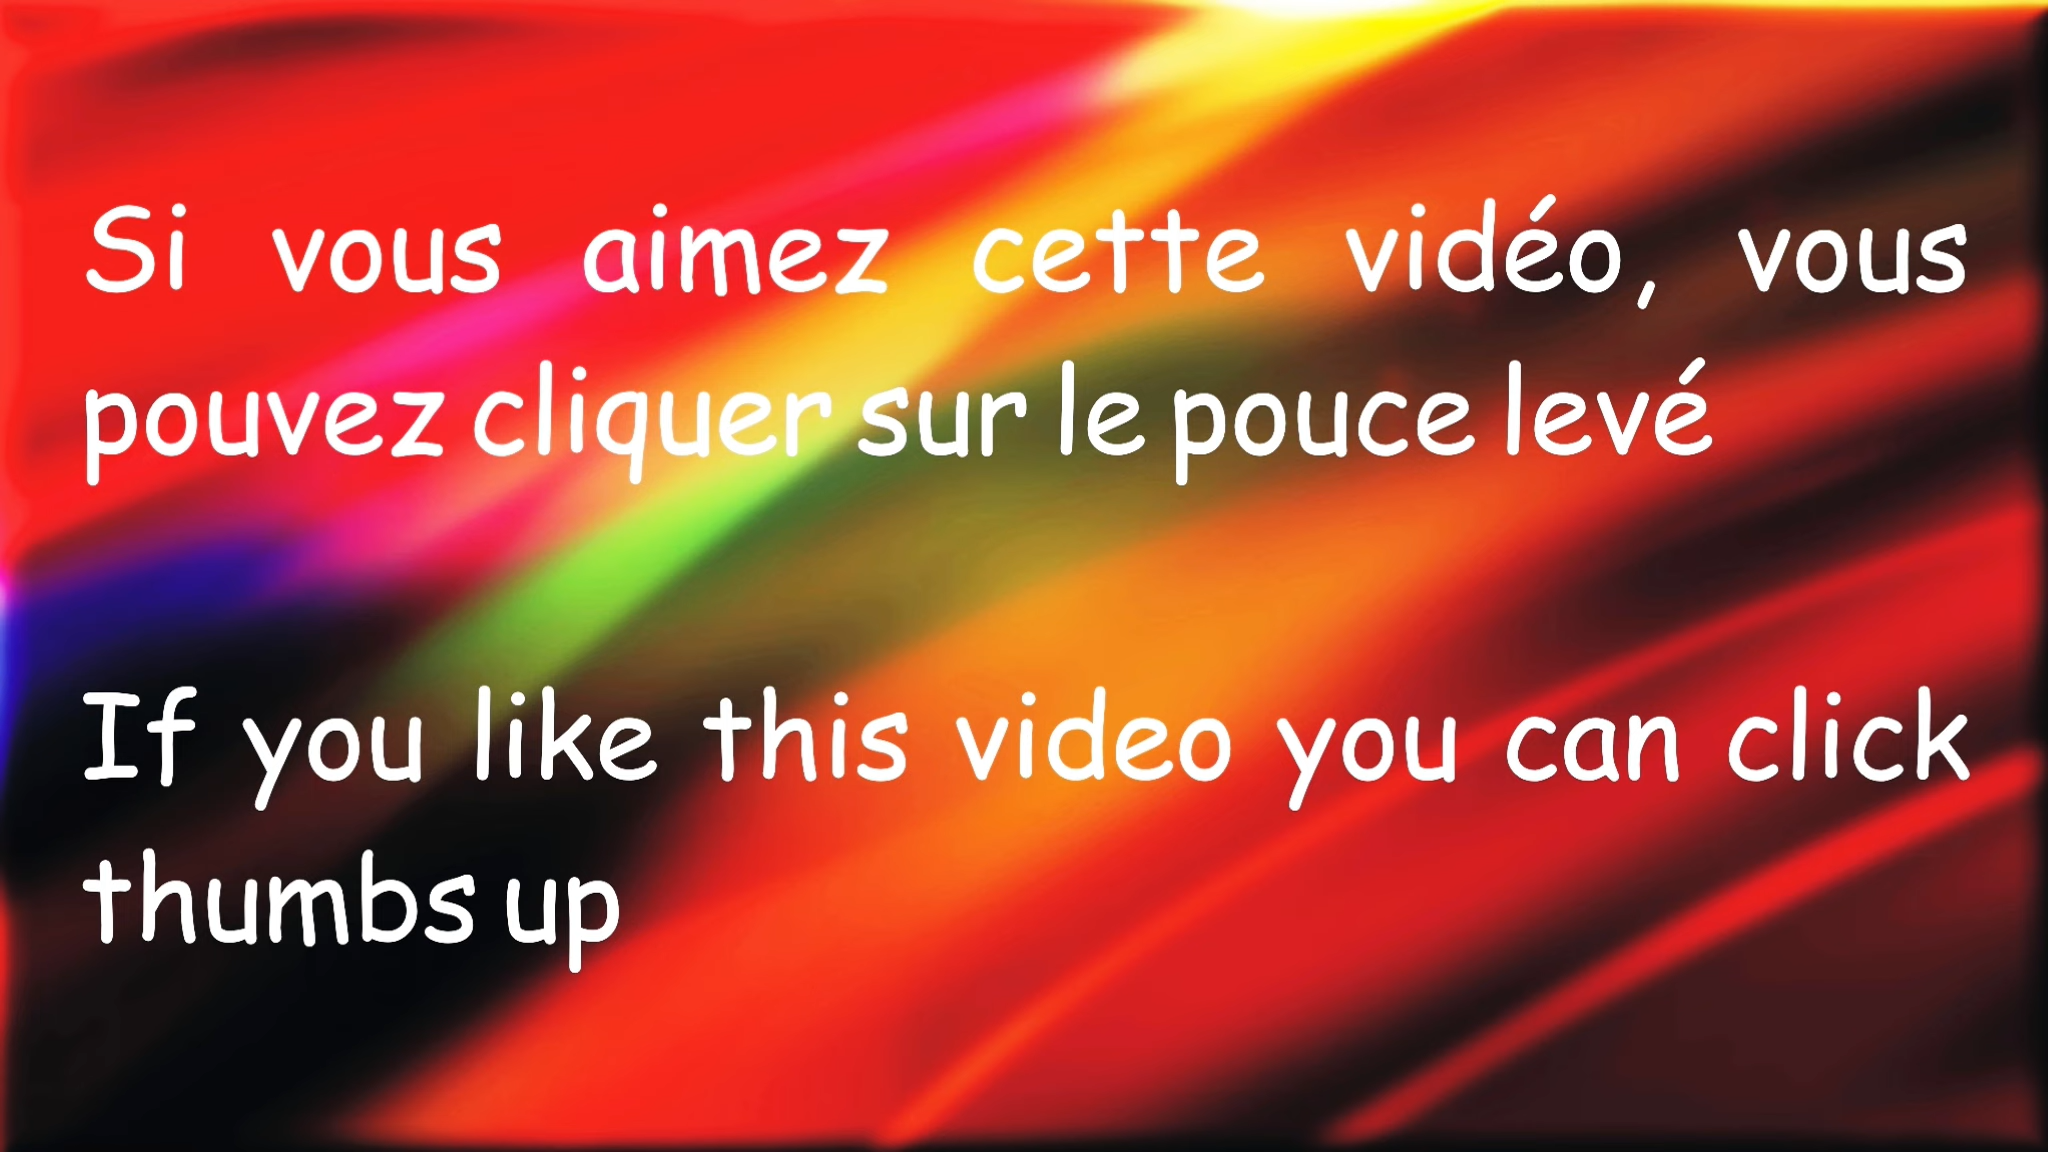 Si vous aimez cette vidéo, vous
pouvez cliquer sur le pouce levé
If you like this video you can click
thumbs up